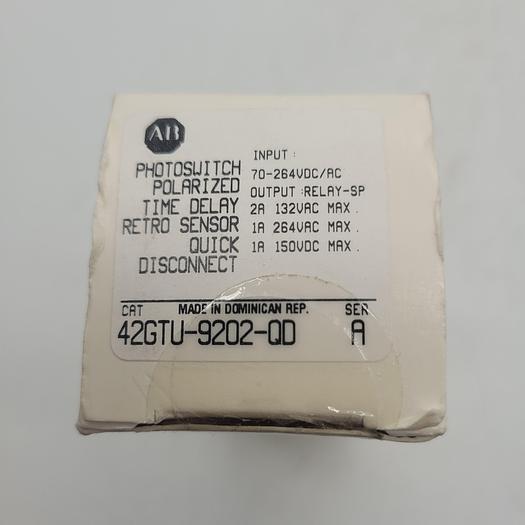 AB
PHOTOSWITCH
POLARIZED
TIME DELAY
RETRO SENSOR
QUICK
DISCONNECT
INPUT :
70-264VDC/AC
OUTPUT :RELAY-SP
2A 132VAC MAX.
1A 264VAC MAX.
1A 150VDC MAX.
CAT MADE IN DOMINICAN REP. SER
42GTU-9202-QD A